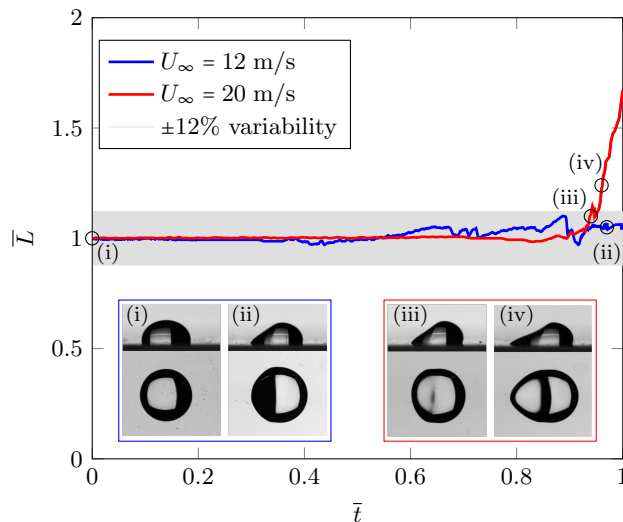 2
U∞ = 12 m/s
U∞ = 20 m/s
±12% variability
1.5
(iv)
(iii)
L̅
1
(i)
(ii)
(i)
(ii)
(iii)
(iv)
0.5
0
0
0.2
0.4
0.6
0.8
1
t̅